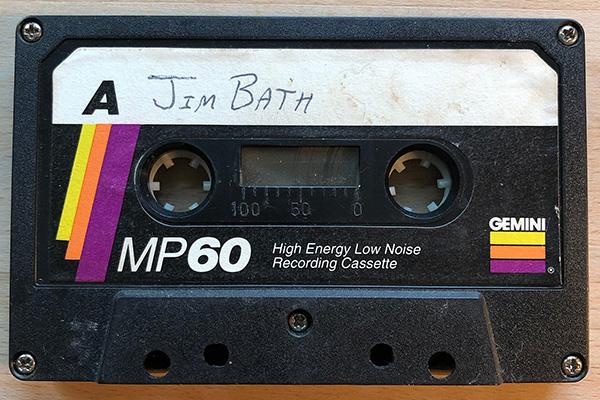 A JIM BATH
100 50 0
GEMINI
®
MP60
High Energy Low Noise
Recording Cassette